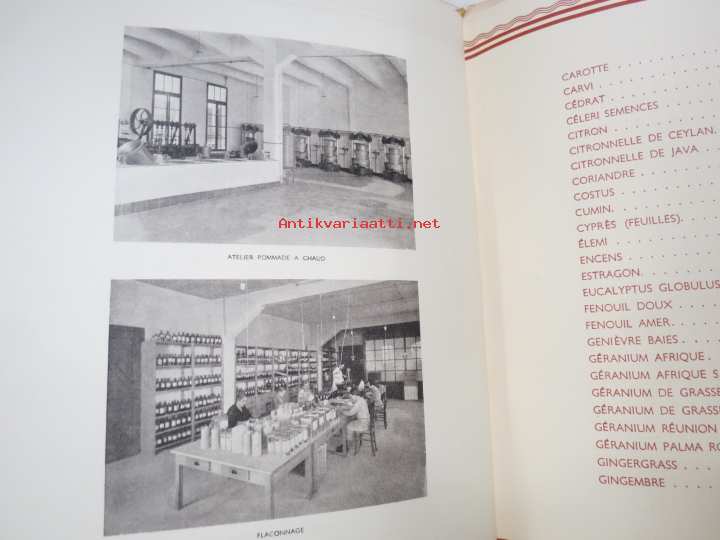 Antikvariaatti.net
ATELIER POMMADE A CHAUD
FLACONNAGE
CAROTTE
CARVI
CÉDRAT
CÉLERI SEMENCES
CITRON
CITRONNELLE DE CEYLAN
CITRONNELLE DE JAVA
CORIANDRE
COSTUS
CUMIN
CYPRÈS (FEUILLES)
ÉLEMI
ENCENS
ESTRAGON
EUCALYPTUS GLOBULUS
FENOUIL DOUX
FENOUIL AMER
GENIÈVRE BAIES
GÉRANIUM AFRIQUE
GÉRANIUM AFRIQUE S
GÉRANIUM DE GRASSE
GÉRANIUM DE GRASSE
GÉRANIUM RÉUNION
GÉRANIUM PALMA RO
GINGERGRASS
GINGEMBRE